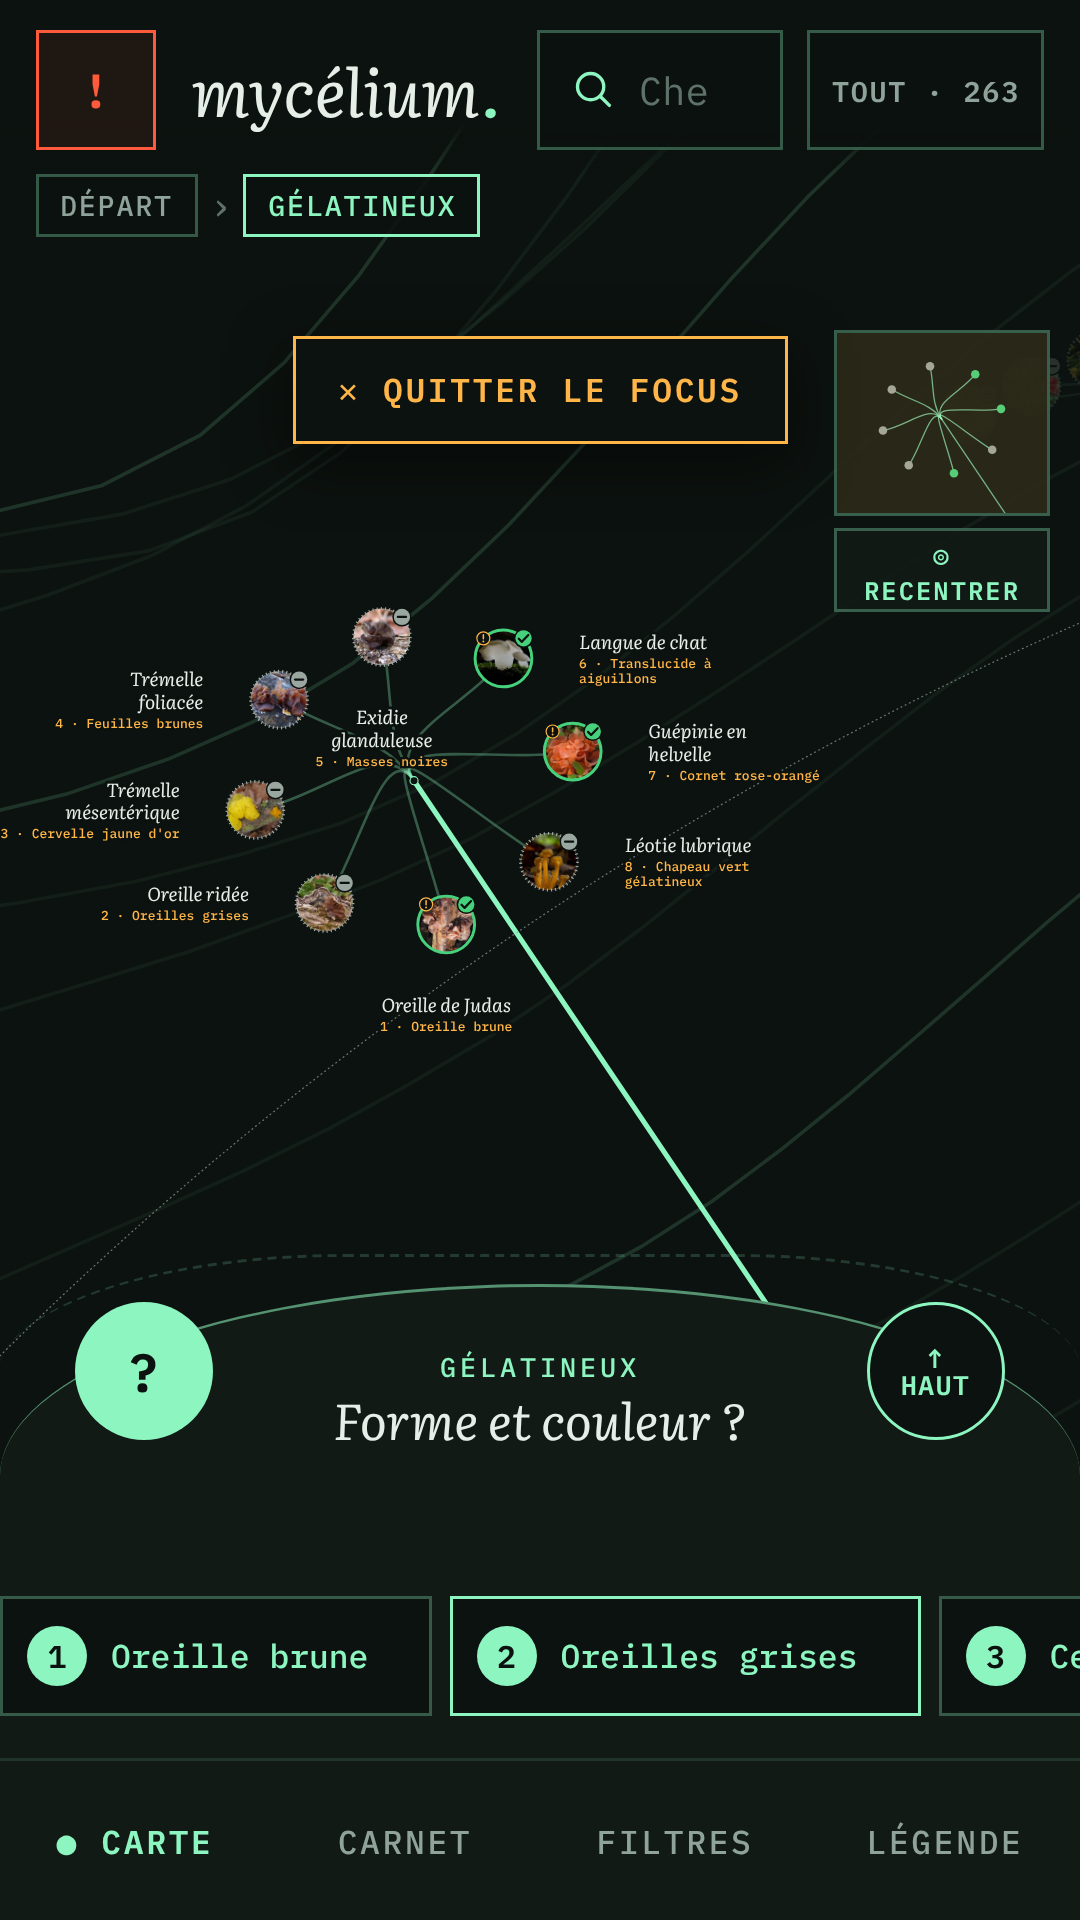 !
mycélium.
Che
TOUT · 263
DÉPART › GÉLATINEUX
× QUITTER LE FOCUS
◎
RECENTRER
Langue de chat
6 · Translucide à
aiguillons
Trémelle
foliacée
4 · Feuilles brunes
Exidie
glanduleuse
5 · Masses noires
Guépinie en
helvelle
7 · Cornet rose-orangé
Trémelle
mésentérique
3 · Cervelle jaune d'or
Léotie lubrique
8 · Chapeau vert
gélatineux
Oreille ridée
2 · Oreilles grises
Oreille de Judas
1 · Oreille brune
?
GÉLATINEUX
Forme et couleur ?
↑
HAUT
1 Oreille brune
2 Oreilles grises
3 Ce
● CARTE
CARNET
FILTRES
LÉGENDE